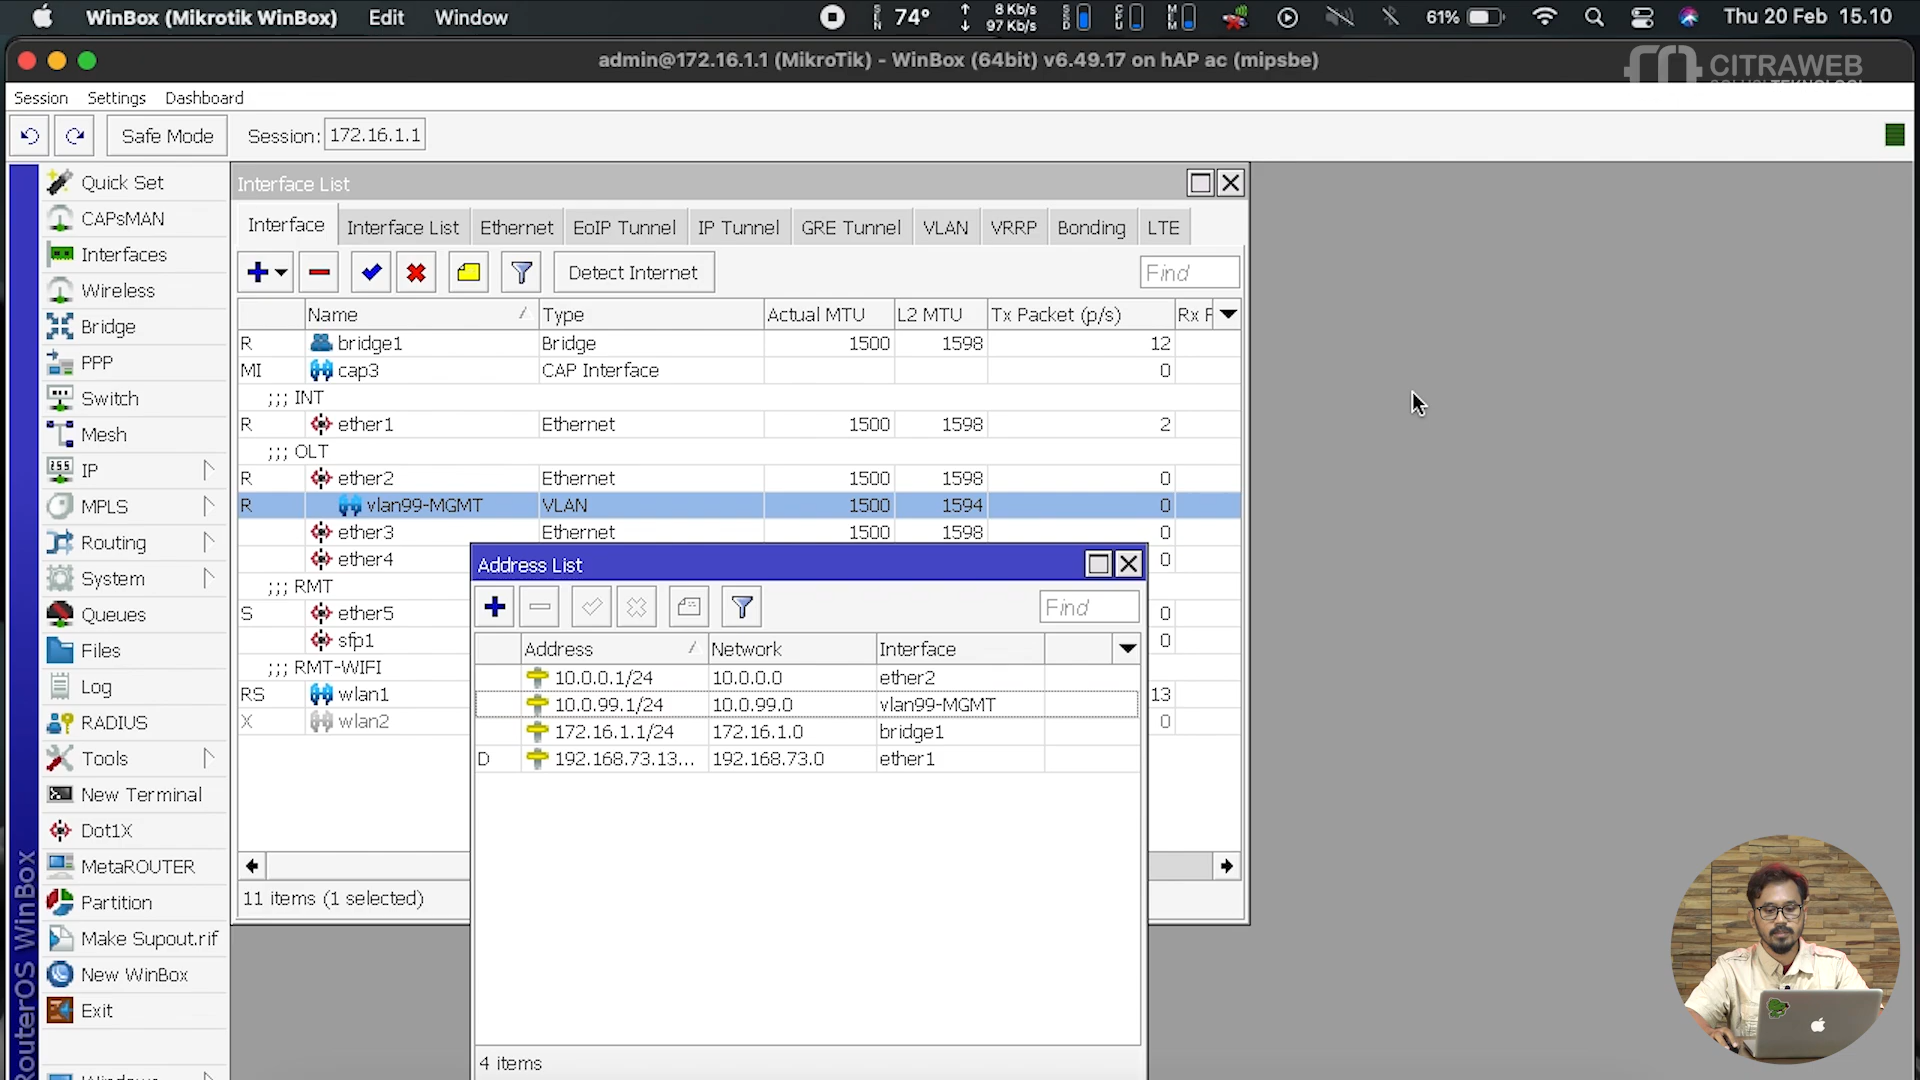 WinBox (Mikrotik WinBox) Edit Window 74° 8 Kb/s 97 Kb/s 61% Thu 20 Feb 15.10
admin@172.16.1.1 (MikroTik) - WinBox (64bit) v6.49.17 on hAP ac (mipsbe)
CITRAWEB
Session Settings Dashboard
Safe Mode Session: 172.16.1.1
Quick Set
CAPsMAN
Interfaces
Wireless
Bridge
PPP
Switch
Mesh
IP
MPLS
Routing
System
Queues
Files
Log
RADIUS
Tools
New Terminal
Dot1X
MetaROUTER
Partition
Make Supout.rif
New WinBox
Exit
RouterOS WinBox
Interface List
Interface Interface List Ethernet EoIP Tunnel IP Tunnel GRE Tunnel VLAN VRRP Bonding LTE
Detect Internet Find
Name Type Actual MTU L2 MTU Tx Packet (p/s) Rx
R bridge1 Bridge 1500 1598 12
MI cap3 CAP Interface 0
;;; INT
R ether1 Ethernet 1500 1598 2
;;; OLT
R ether2 Ethernet 1500 1598 0
R vlan99-MGMT VLAN 1500 1594 0
ether3 Ethernet 1500 1598 0
ether4 0
;;; RMT
S ether5 0
sfp1 0
;;; RMT-WIFI
RS wlan1 13
X wlan2 0
11 items (1 selected)
Address List
Find
Address Network Interface
10.0.0.1/24 10.0.0.0 ether2
10.0.99.1/24 10.0.99.0 vlan99-MGMT
172.16.1.1/24 172.16.1.0 bridge1
D 192.168.73.13... 192.168.73.0 ether1
4 items